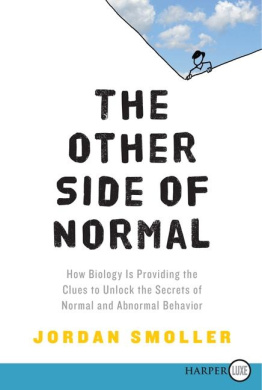 THE
OTHER
SIDE OF
NORMAL
How Biology Is Providing the
Clues to Unlock the Secrets of
Normal and Abnormal Behavior
JORDAN SMOLLER
HARPER LUXE